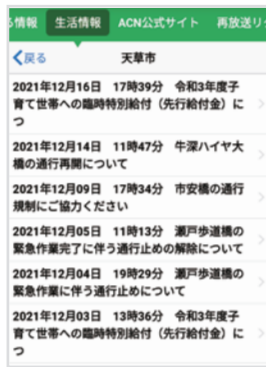 る情報 生活情報 ACN公式サイト 再放送リ
戻る 天草市
2021年12月16日 17時39分 令和3年度子
育て世帯への臨時特別給付（先行給付金）に
つ
2021年12月14日 11時47分 牛深ハイヤ大
橋の通行再開について
2021年12月09日 17時34分 市安橋の通行
規制にご協力ください
2021年12月05日 11時13分 瀬戸歩道橋の
緊急作業完了に伴う通行止めの解除について
2021年12月04日 19時29分 瀬戸歩道橋の
緊急作業に伴う通行止めについて
2021年12月03日 13時36分 令和3年度子
育て世帯への臨時特別給付（先行給付金）に
つ